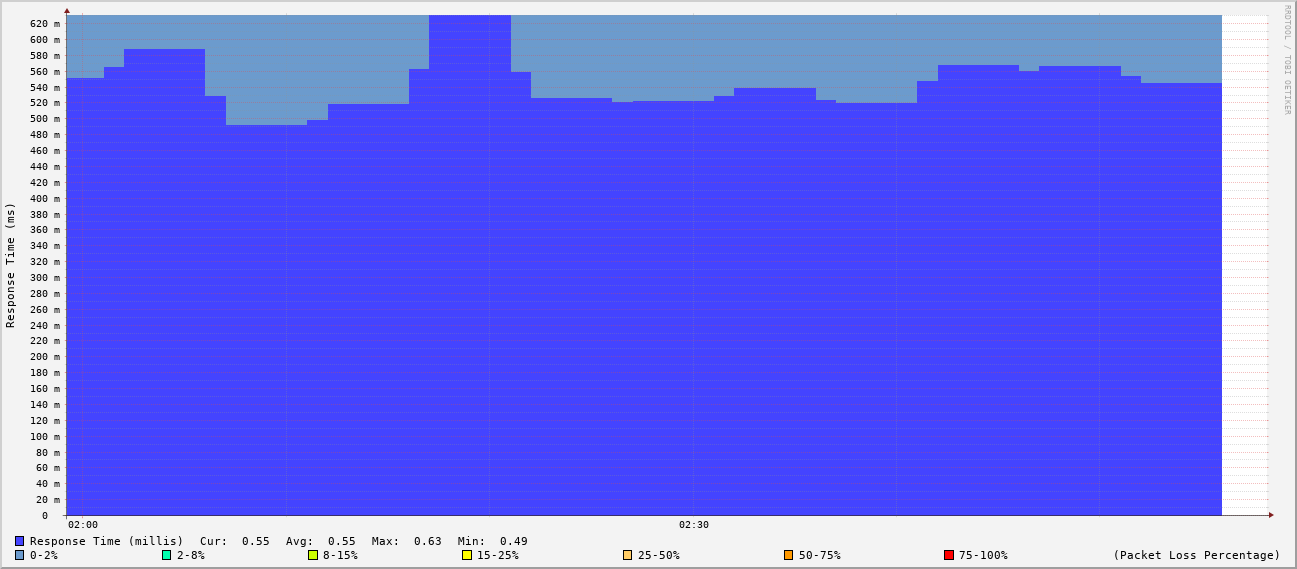 RRDTOOL / TOBI OETIKER
Response Time (ms)
620 m
600 m
580 m
560 m
540 m
520 m
500 m
480 m
460 m
440 m
420 m
400 m
380 m
360 m
340 m
320 m
300 m
280 m
260 m
240 m
220 m
200 m
180 m
160 m
140 m
120 m
100 m
80 m
60 m
40 m
20 m
0
02:00 02:30
Response Time (millis) Cur: 0.55 Avg: 0.55 Max: 0.63 Min: 0.49
0-2% 2-8% 8-15% 15-25% 25-50% 50-75% 75-100% (Packet Loss Percentage)